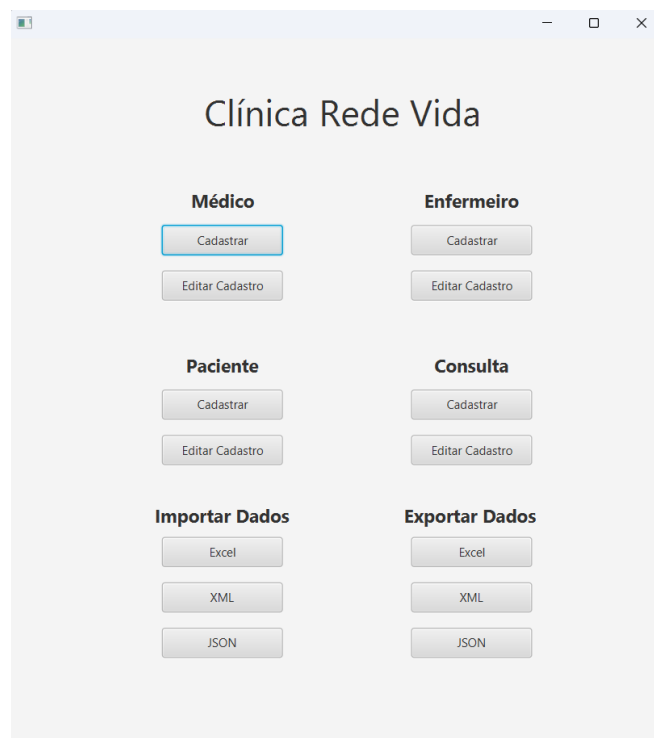 Clínica Rede Vida
Médico Enfermeiro
Cadastrar Cadastrar
Editar Cadastro Editar Cadastro
Paciente Consulta
Cadastrar Cadastrar
Editar Cadastro Editar Cadastro
Importar Dados Exportar Dados
Excel Excel
XML XML
JSON JSON